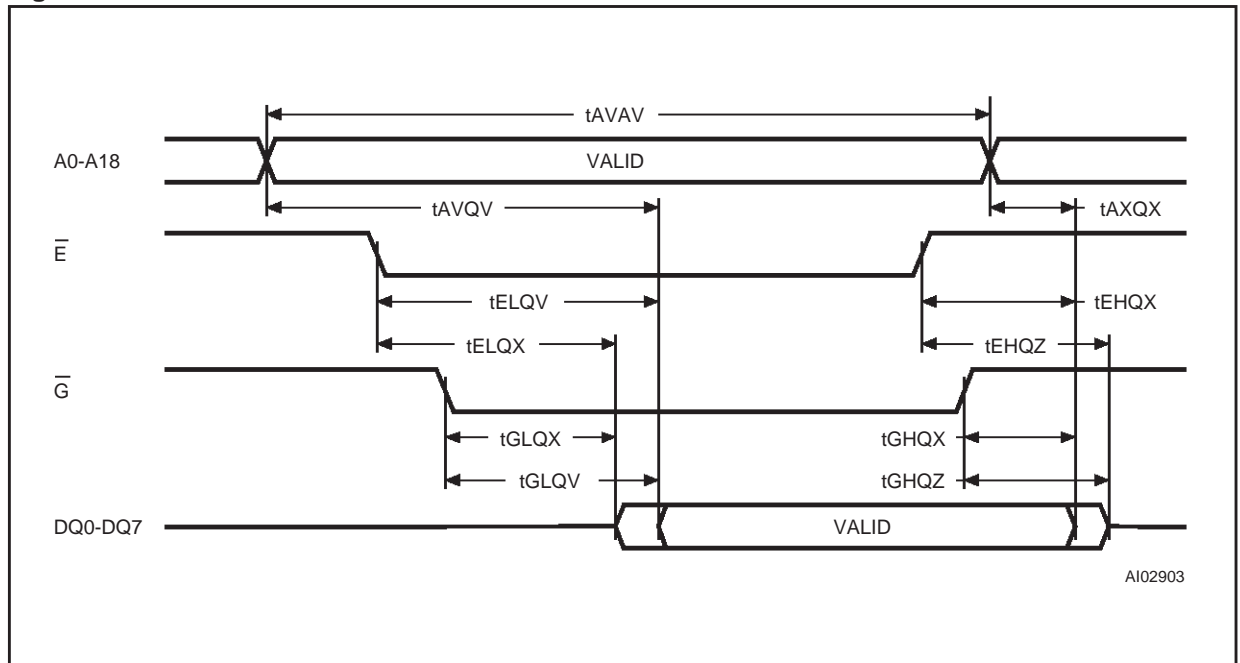 tAVAV
A0-A18 VALID
tAVQV tAXQX
E̅
tELQV tEHQX
tELQX tEHQZ
G̅
tGLQX tGHQX
tGLQV tGHQZ
DQ0-DQ7 VALID
AI02903